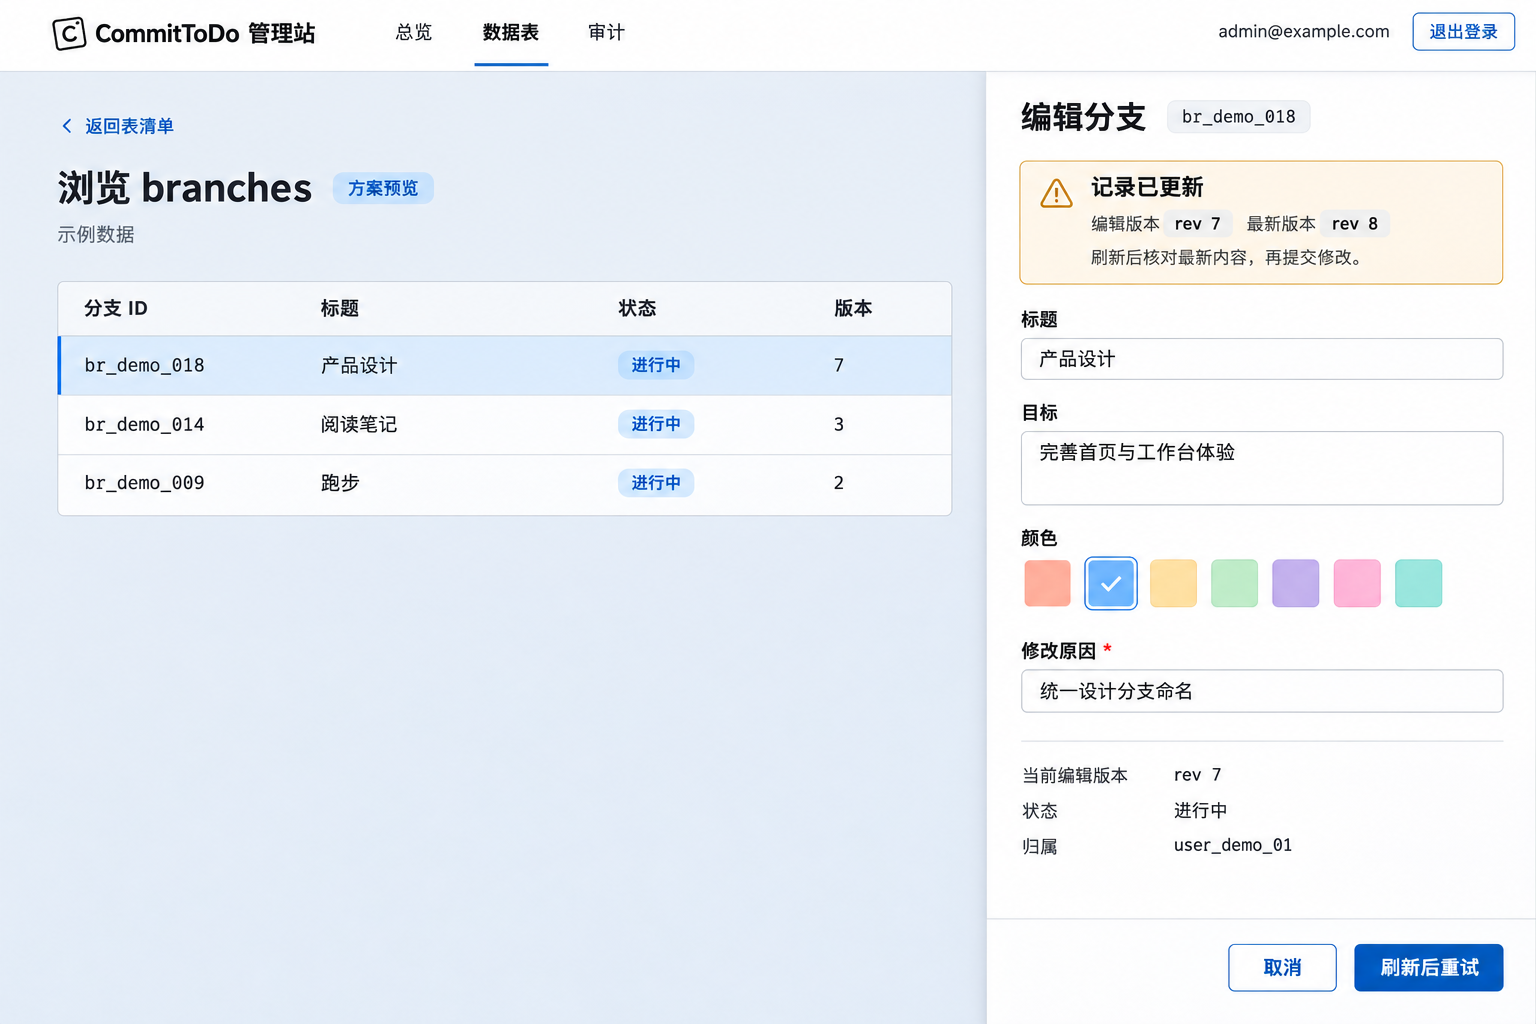 C CommitToDo 管理站 总览 数据表 审计 admin@example.com 退出登录
返回表清单
浏览 branches 方案预览
示例数据
分支 ID 标题 状态 版本
br_demo_018 产品设计 进行中 7
br_demo_014 阅读笔记 进行中 3
br_demo_009 跑步 进行中 2
编辑分支 br_demo_018
记录已更新
编辑版本 rev 7 最新版本 rev 8
刷新后核对最新内容，再提交修改。
标题
产品设计
目标
完善首页与工作台体验
颜色
修改原因 *
统一设计分支命名
当前编辑版本 rev 7
状态 进行中
归属 user_demo_01
取消 刷新后重试